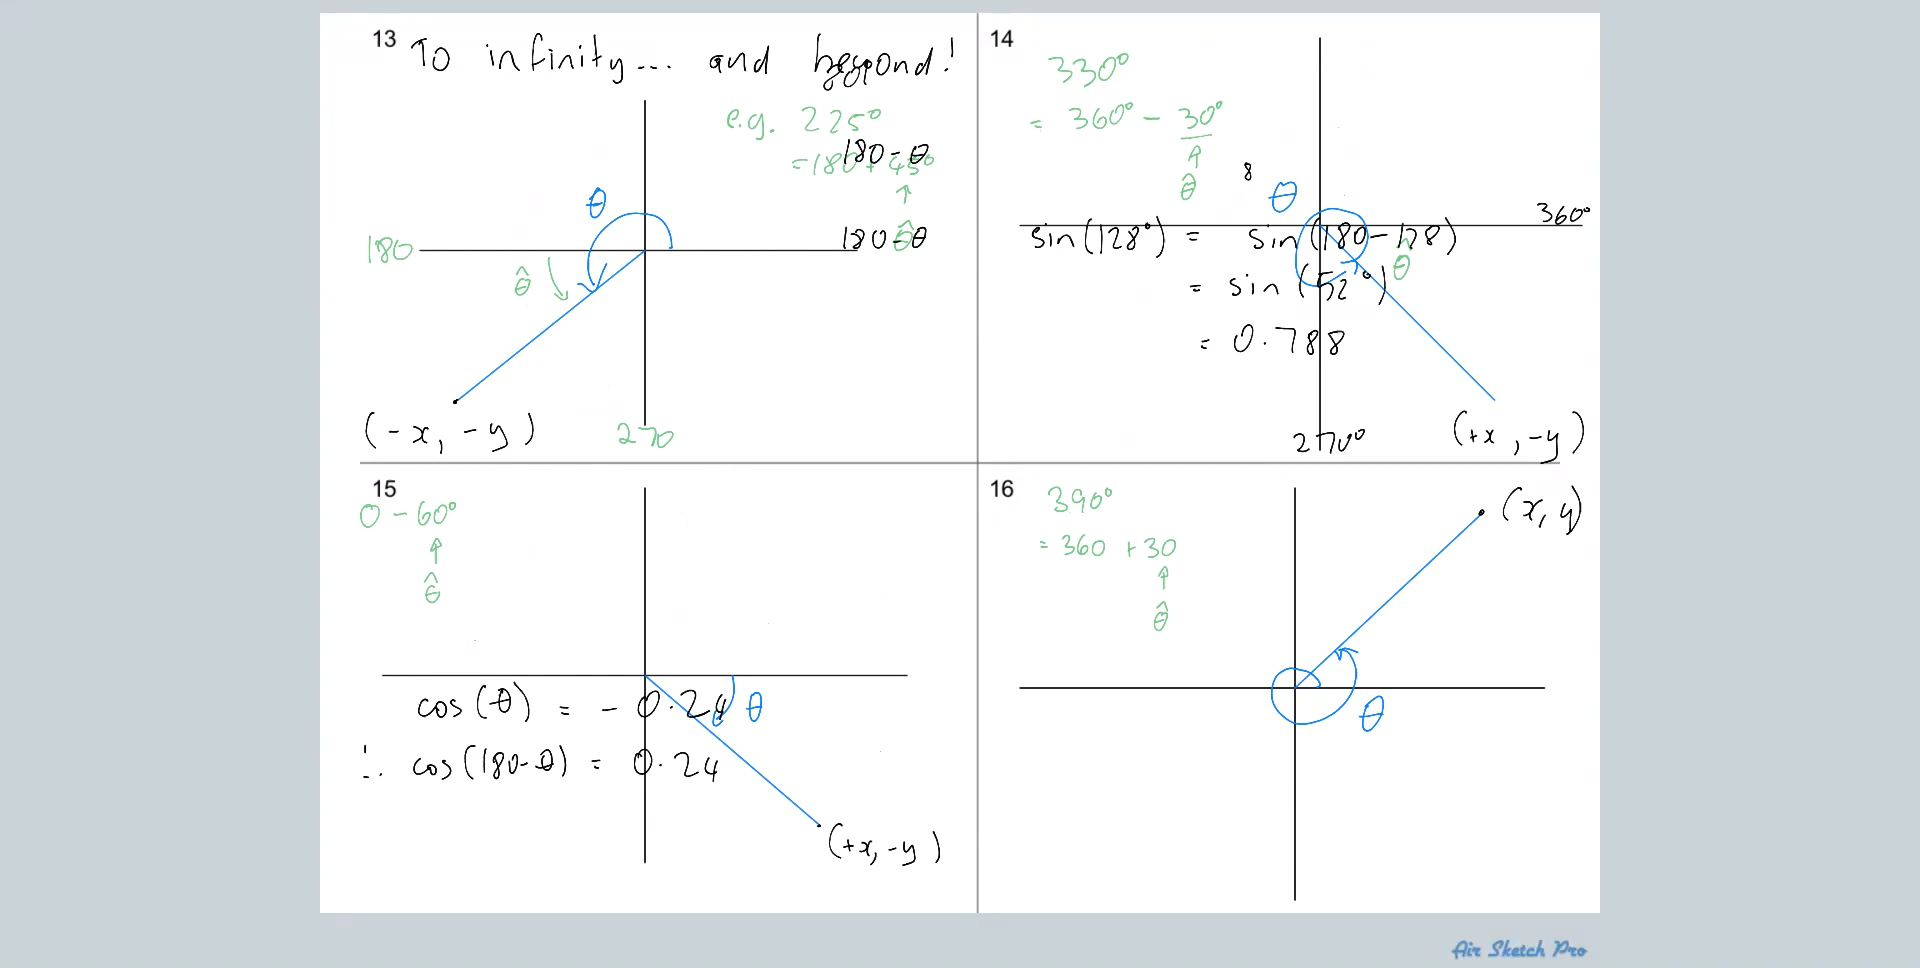 13
To infinity... and beyond!
e.g. 225°
=180+45°
180-θ
180-θ
θ
180
θ̂
θ̂
(-x, -y)
270
14
330°
= 360° - 30°
θ̂
8
θ
360°
sin(128°) = sin(180-128)
θ̂
= sin(52°)
= 0.788
270°
(+x, -y)
15
0 - 60°
θ̂
cos(θ) = - 0.24
θ
∴ cos(180-θ) = 0.24
(+x, -y)
16
390°
= 360 + 30
θ̂
(x, y)
θ
Air Sketch Pro